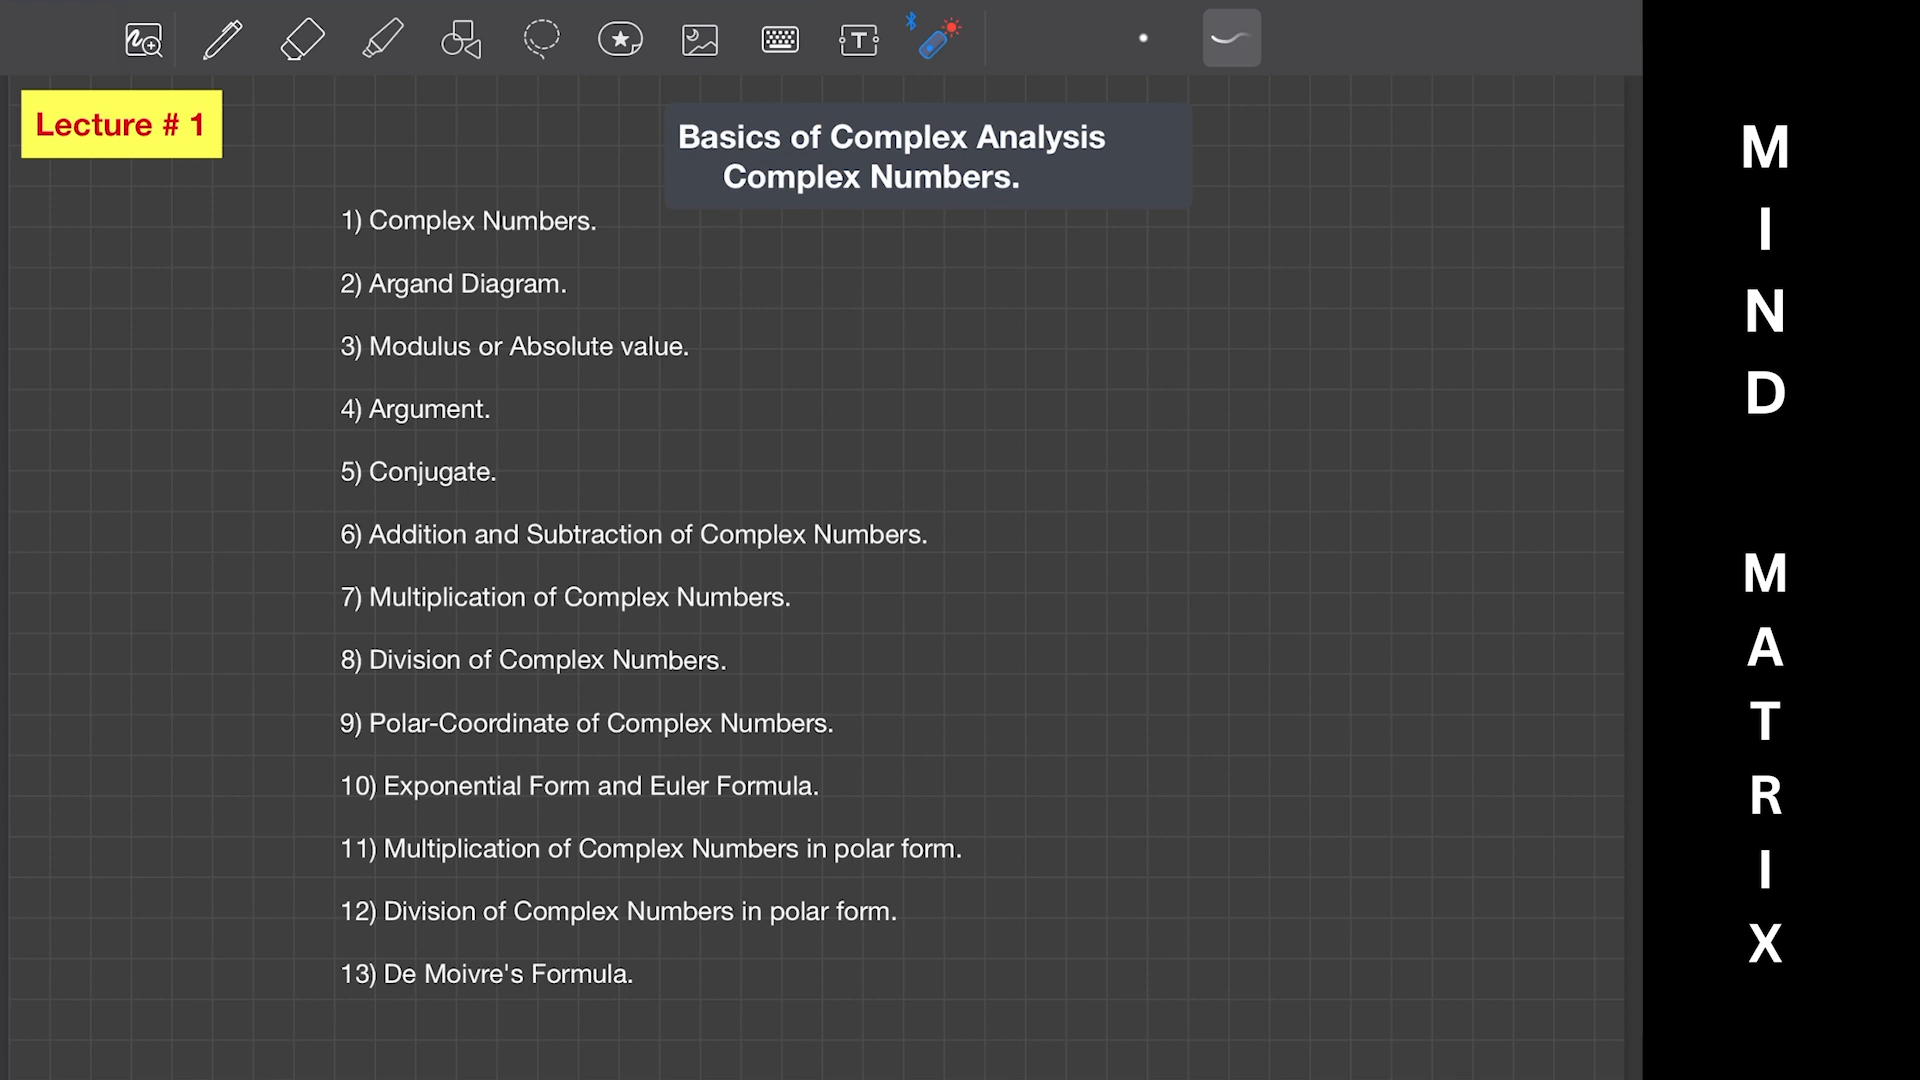 Lecture # 1
Basics of Complex Analysis
Complex Numbers.
1) Complex Numbers.
2) Argand Diagram.
3) Modulus or Absolute value.
4) Argument.
5) Conjugate.
6) Addition and Subtraction of Complex Numbers.
7) Multiplication of Complex Numbers.
8) Division of Complex Numbers.
9) Polar-Coordinate of Complex Numbers.
10) Exponential Form and Euler Formula.
11) Multiplication of Complex Numbers in polar form.
12) Division of Complex Numbers in polar form.
13) De Moivre's Formula.
MIND
MATRIX